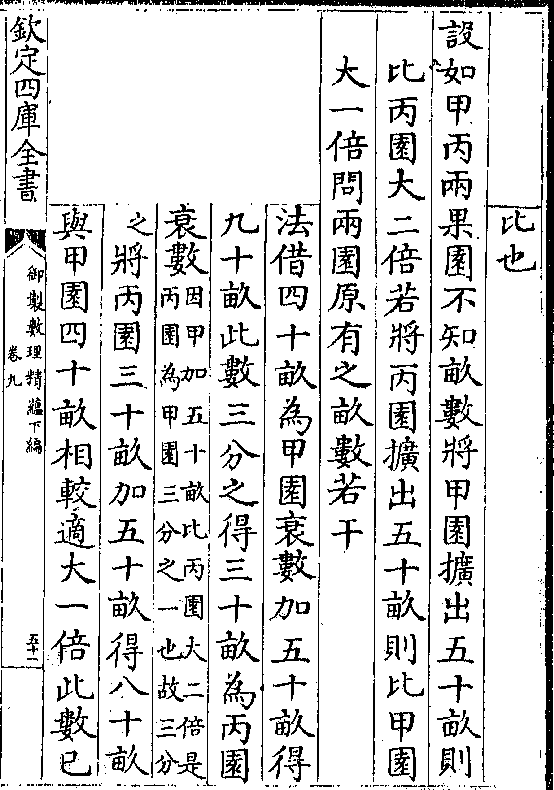 比也
設如甲丙兩果園不知畝數將甲園擴出五十畝則
比丙園大二倍若將丙園擴出五十畝則比甲園
大一倍問兩園原有之畝數若干
法借四十畝為甲園衰數加五十畝得
九十畝此數三分之得三十畝為丙園
衰數因甲加五十畝比丙園大二倍是
丙園為甲園三分之一也故三分
之將丙園三十畝加五十畝得八十畝
與甲園四十畝相較適大一倍此數已
欽定四庫全書
御製數理精蘊下編
卷九
五十一